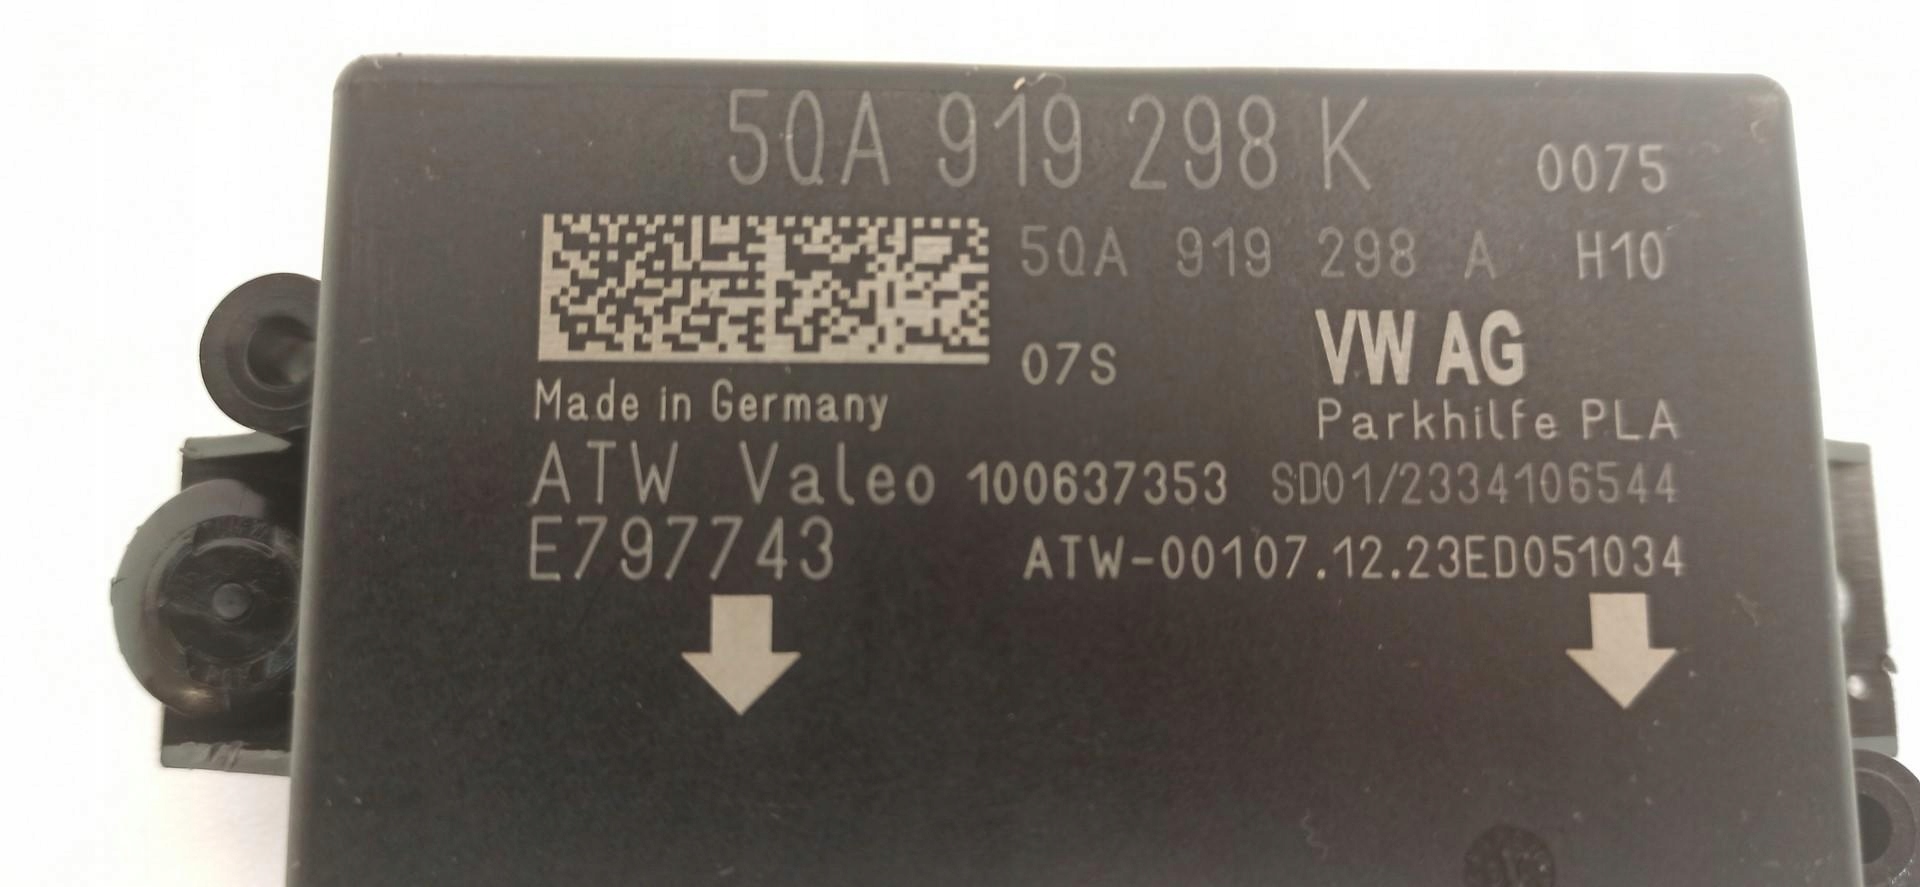 5QA 919 298 K 0075
5QA 919 298 A H10
07S VW AG
Made in Germany Parkhilfe PLA
ATW Valeo 100637353 SD01/2334106544
E797743 ATW-00107.12.23ED051034